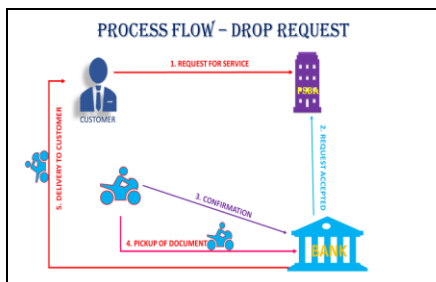 PROCESS FLOW – DROP REQUEST
1. REQUEST FOR SERVICE
PSBA
CUSTOMER
2. REQUEST ACCEPTED
5. DELIVERY TO CUSTOMER
3. CONFIRMATION
4. PICKUP OF DOCUMENT
BANK